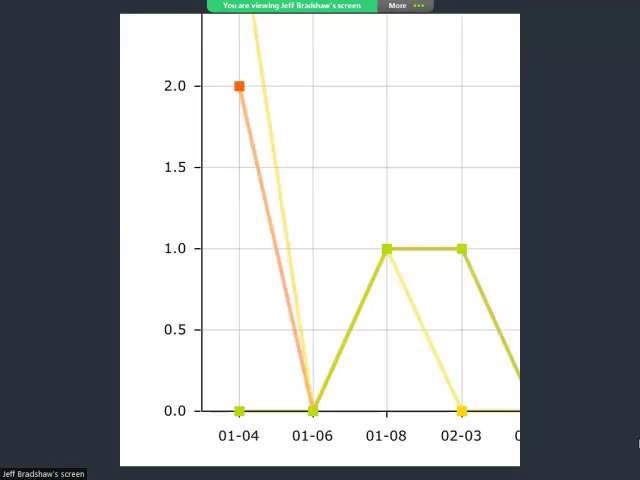 You are viewing Jeff Bradshaw's screen More
2.0
1.5
1.0
0.5
0.0
01-04 01-06 01-08 02-03
Jeff Bradshaw's screen